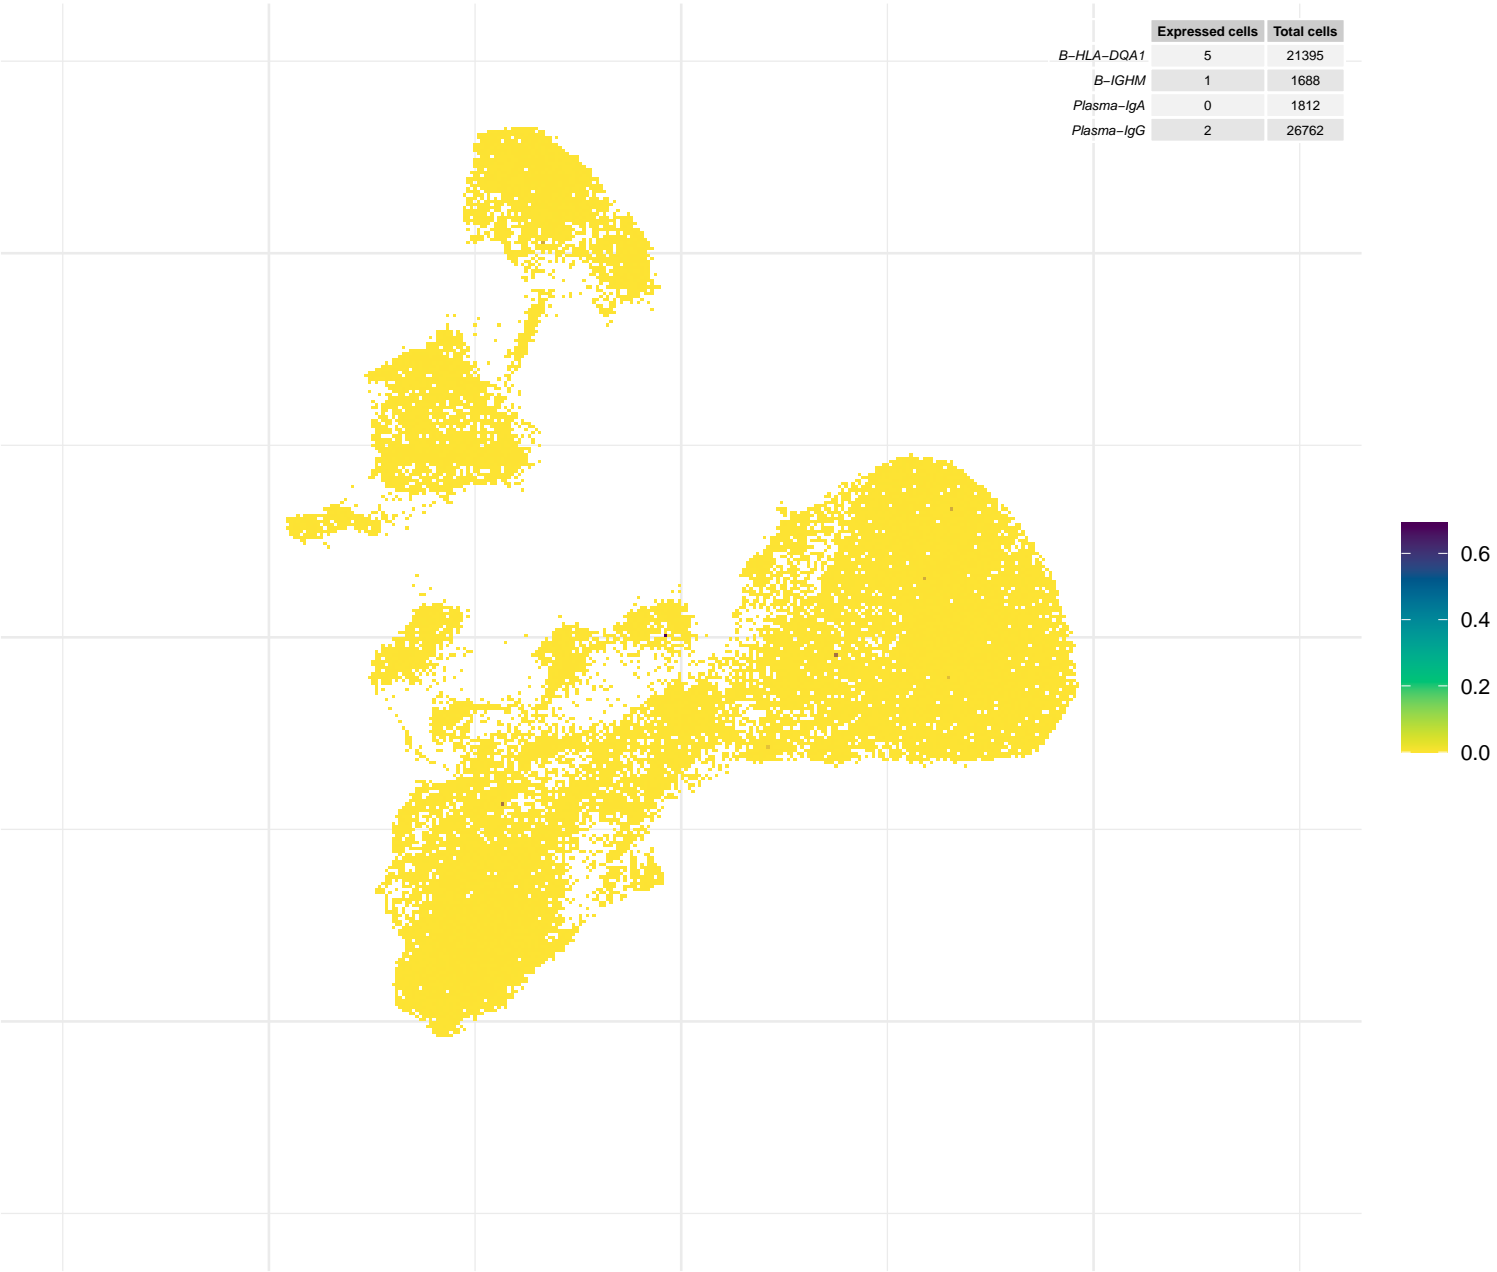 Expressed cells Total cells
B−HLA−DQA1 5 21395
B−IGHM 1 1688
Plasma−IgA 0 1812
Plasma−IgG 2 26762
0.6
0.4
0.2
0.0